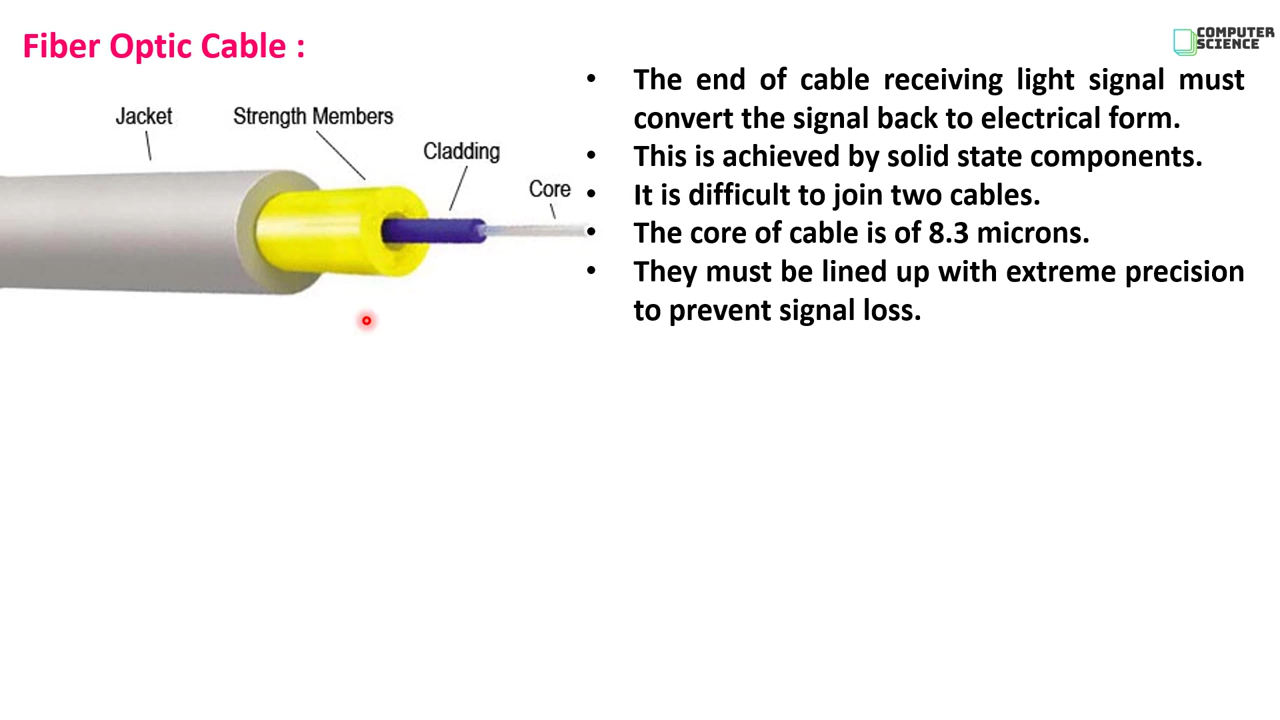 Fiber Optic Cable :
COMPUTER
SCIENCE
Jacket
Strength Members
Cladding
Core
• The end of cable receiving light signal must
convert the signal back to electrical form.
• This is achieved by solid state components.
• It is difficult to join two cables.
• The core of cable is of 8.3 microns.
• They must be lined up with extreme precision
to prevent signal loss.